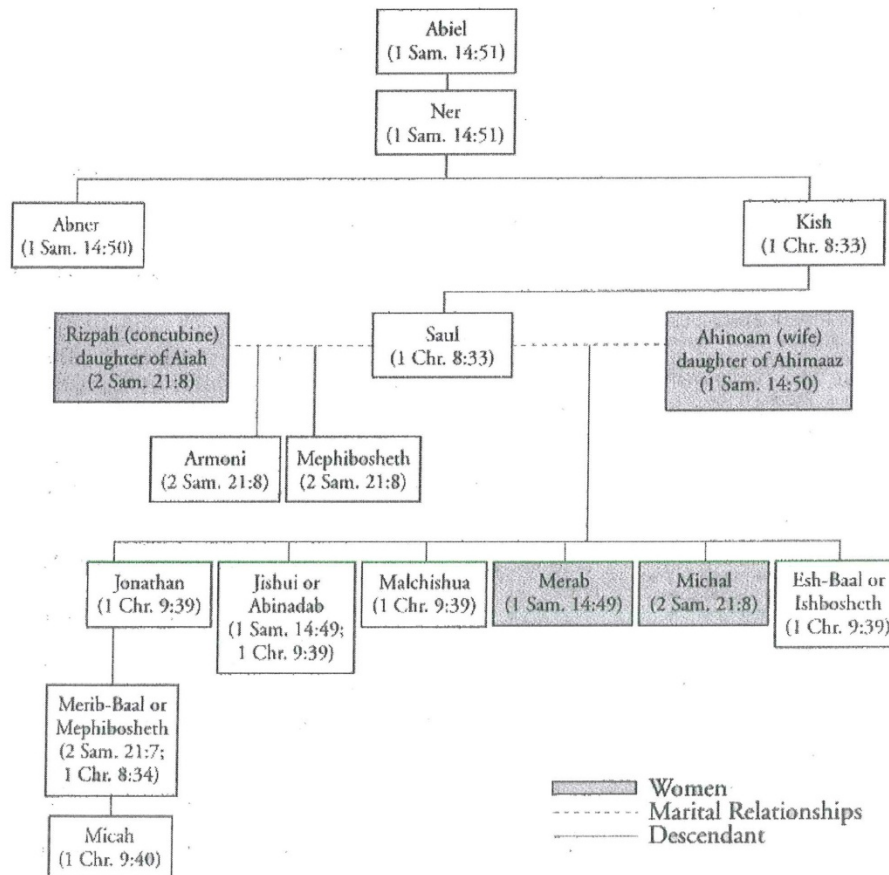 Abiel
(1 Sam. 14:51)
Ner
(1 Sam. 14:51)
Abner
(1 Sam. 14:50)
Kish
(1 Chr. 8:33)
Rizpah (concubine)
daughter of Aiah
(2 Sam. 21:8)
Saul
(1 Chr. 8:33)
Ahinoam (wife)
daughter of Ahimaaz
(1 Sam. 14:50)
Armoni
(2 Sam. 21:8)
Mephibosheth
(2 Sam. 21:8)
Jonathan
(1 Chr. 9:39)
Jishui or
Abinadab
(1 Sam. 14:49;
1 Chr. 9:39)
Malchishua
(1 Chr. 9:39)
Merab
(1 Sam. 14:49)
Michal
(2 Sam. 21:8)
Esh-Baal or
Ishbosheth
(1 Chr. 9:39)
Merib-Baal or
Mephibosheth
(2 Sam. 21:7;
1 Chr. 8:34)
Micah
(1 Chr. 9:40)
Women
Marital Relationships
Descendant